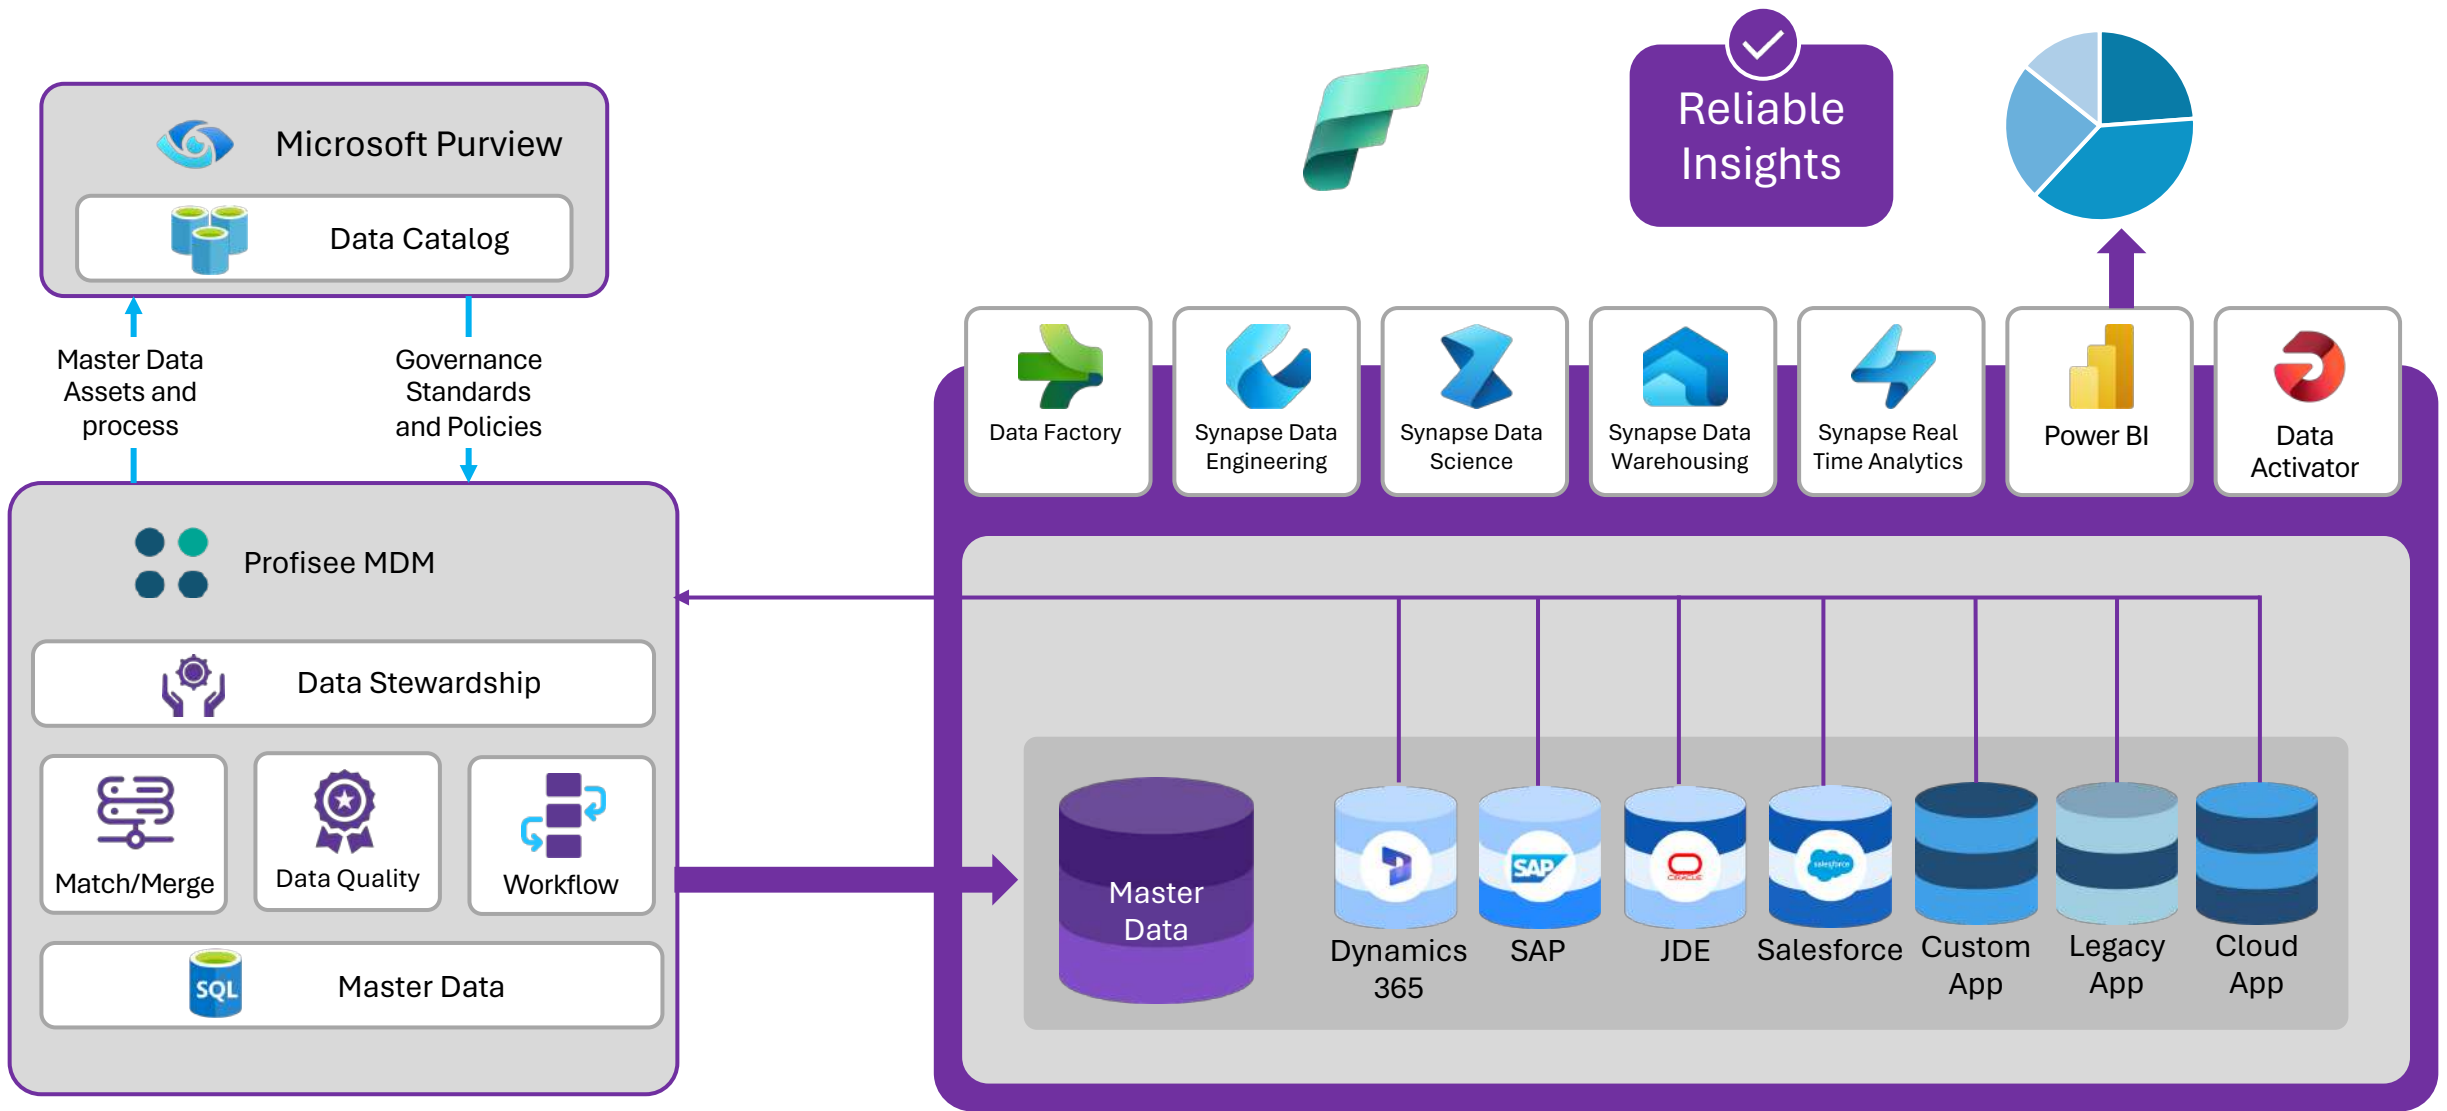 Microsoft Purview
Data Catalog
Master Data
Assets and
process
Governance
Standards
and Policies
Profisee MDM
Data Stewardship
Match/Merge
Data Quality
Workflow
SQL
Master Data
Reliable
Insights
Data Factory
Synapse Data
Engineering
Synapse Data
Science
Synapse Data
Warehousing
Synapse Real
Time Analytics
Power BI
Data
Activator
Master
Data
SAP
ORACLE
salesforce
Dynamics
365
SAP
JDE
Salesforce
Custom
App
Legacy
App
Cloud
App